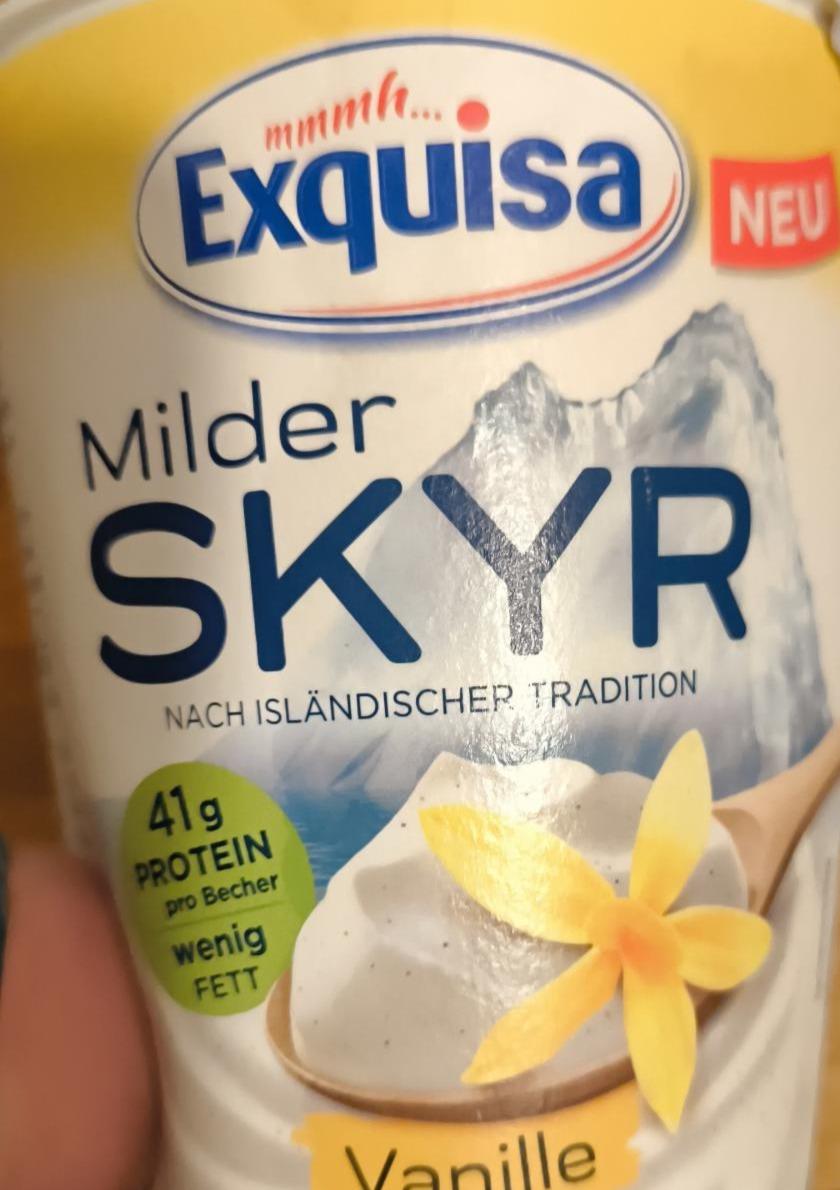 mmmh...
Exquisa
NEU
Milder
SKYR
NACH ISLÄNDISCHER TRADITION
41g
PROTEIN
pro Becher
wenig
FETT
Vanille